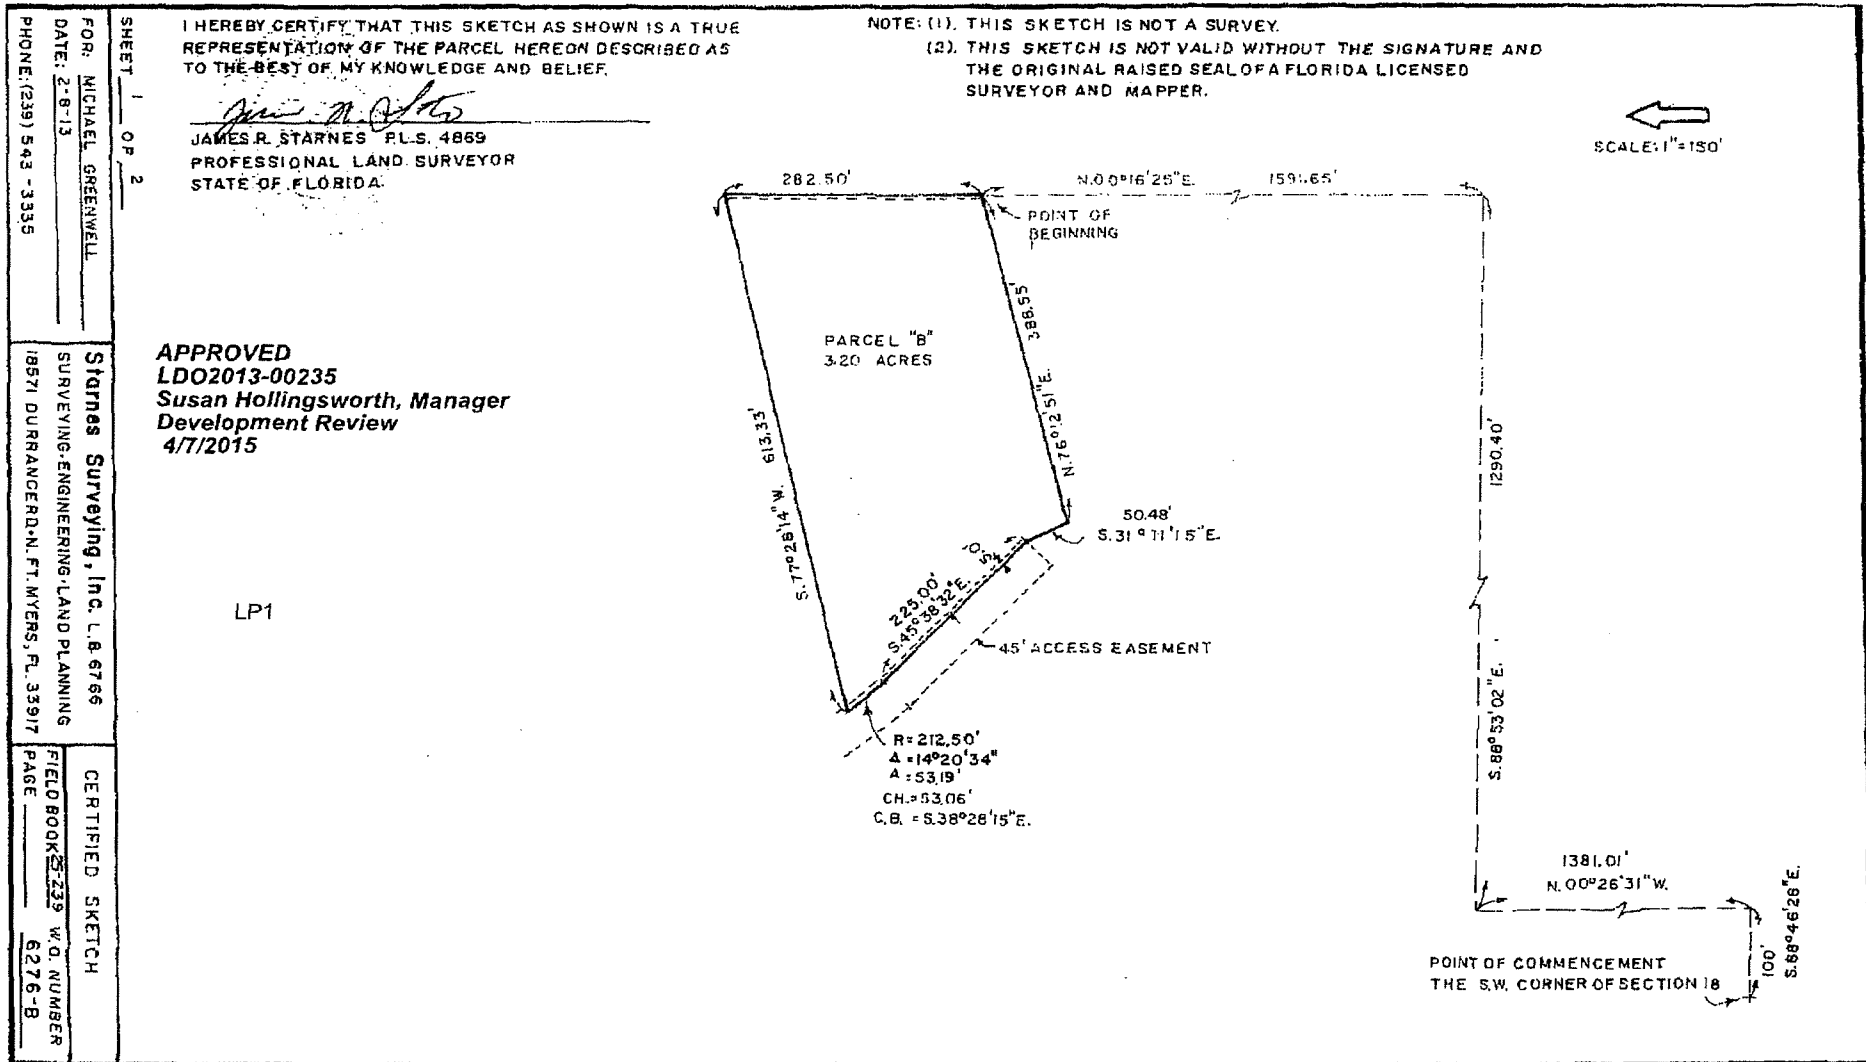 I HEREBY CERTIFY THAT THIS SKETCH AS SHOWN IS A TRUE
REPRESENTATION OF THE PARCEL HEREON DESCRIBED AS
TO THE BEST OF MY KNOWLEDGE AND BELIEF.
JAMES R. STARNES P.L.S. 4869
PROFESSIONAL LAND SURVEYOR
STATE OF FLORIDA
NOTE: (1). THIS SKETCH IS NOT A SURVEY.
(2). THIS SKETCH IS NOT VALID WITHOUT THE SIGNATURE AND
THE ORIGINAL RAISED SEAL OF A FLORIDA LICENSED
SURVEYOR AND MAPPER.
SCALE: 1"=150'
282.50'
N.00°16'25"E. 1591.65'
POINT OF
BEGINNING
PARCEL "B"
3.20 ACRES
388.55'
N.76°12'51"E.
613.33'
S.77°28'14"W.
50.48'
S.31°11'15"E.
225.00'
S.45°38'32"E.
45' ACCESS EASEMENT
R=212.50'
Δ=14°20'34"
A=53.19'
CH.=53.06'
C.B. = S.38°28'15"E.
1290.40'
S.88°53'02"E.
1381.01'
N.00°26'31"W.
100'
S.88°46'28"E.
POINT OF COMMENCEMENT
THE S.W. CORNER OF SECTION 18
APPROVED
LDO2013-00235
Susan Hollingsworth, Manager
Development Review
4/7/2015
LP1
SHEET 1 OF 2
FOR: MICHAEL GREENWELL
DATE: 2-8-13
PHONE: (239) 543-3335
Starnes Surveying, Inc. L.B. 6766
SURVEYING·ENGINEERING·LAND PLANNING
18571 DURRANCE RD.·N. FT. MYERS, FL. 33917
CERTIFIED SKETCH
FIELD BOOK 25-239 W.O. NUMBER
PAGE 6276-B